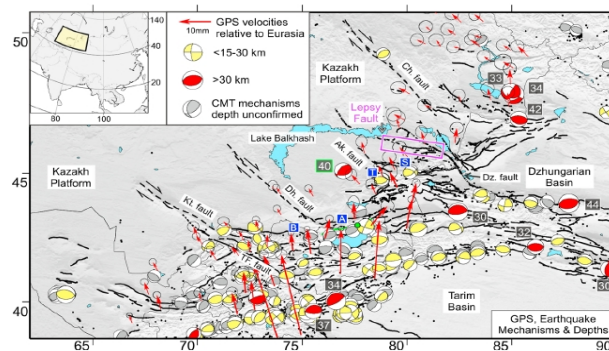 50
45
40
65
70
75
80
85
90
140
40
20
80
100
GPS velocities
relative to Eurasia
10mm
<15-30 km
>30 km
CMT mechanisms
depth unconfirmed
Kazakh
Platform
Ch. fault
33
34
42
Lepsy
Fault
Lake Balkhash
Ak. fault
40
T
S
Dz. fault
Dzhungarian
Basin
Kazakh
Platform
Dh. fault
Kt. fault
B
A
30
44
32
TF. fault
34
37
30
Tarim
Basin
GPS, Earthquake
Mechanisms & Depths